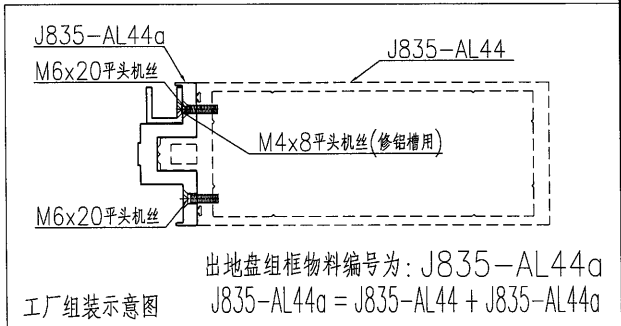 J835-AL44a
J835-AL44
M6x20平头机丝
M4x8平头机丝(修铝槽用)
M6x20平头机丝
出地盘组框物料编号为: J835-AL44a
工厂组装示意图
J835-AL44a = J835-AL44 + J835-AL44a